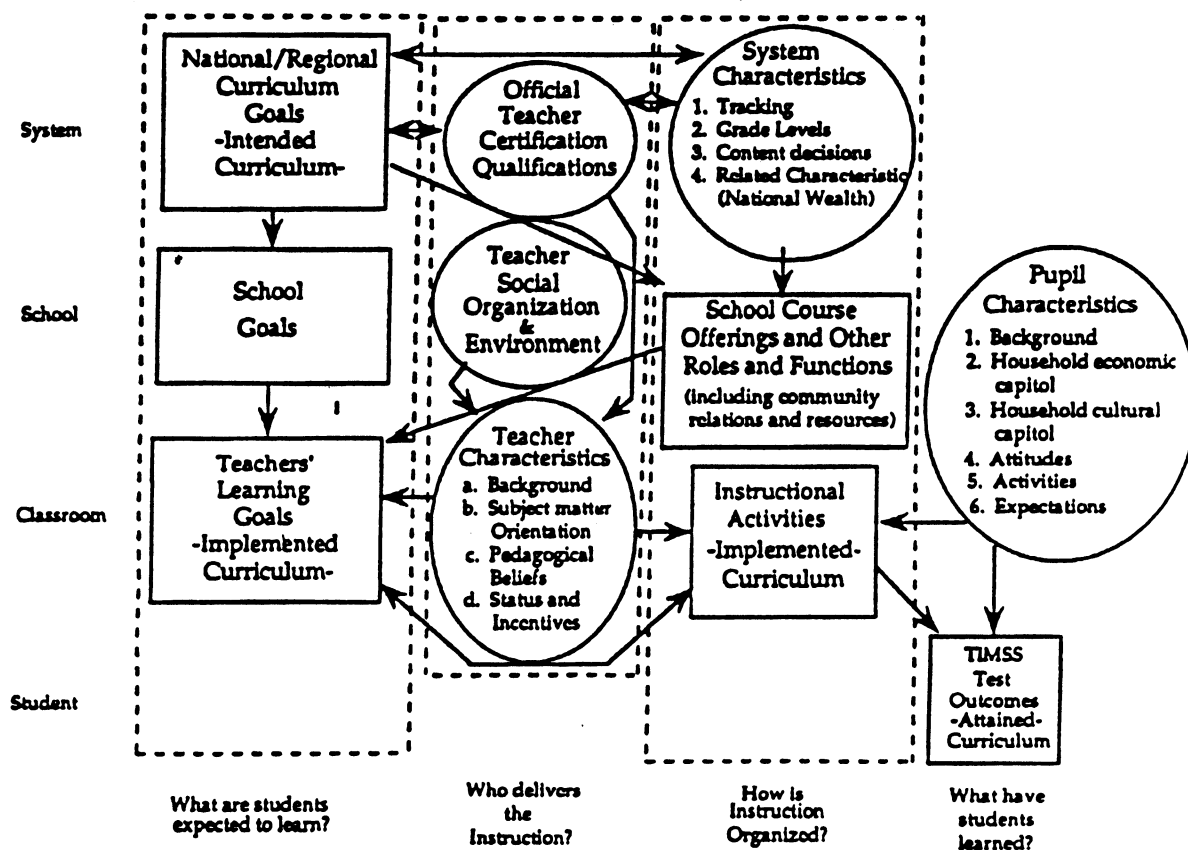 System
School
Classroom
Student
National/Regional
Curriculum
Goals
-Intended
Curriculum-
School
Goals
Teachers'
Learning
Goals
-Implemented
Curriculum-
What are students
expected to learn?
Official
Teacher
Certification
Qualifications
Teacher
Social
Organization
&
Environment
Teacher
Characteristics
a. Background
b. Subject matter
Orientation
c. Pedagogical
Beliefs
d. Status and
Incentives
Who delivers
the
Instruction?
System
Characteristics
1. Tracking
2. Grade Levels
3. Content decisions
4. Related Characteristic
(National Wealth)
School Course
Offerings and Other
Roles and Functions
(including community
relations and resources)
Instructional
Activities
-Implemented-
Curriculum
How is
Instruction
Organized?
Pupil
Characteristics
1. Background
2. Household economic
capitol
3. Household cultural
capitol
4. Attitudes
5. Activities
6. Expectations
TIMSS
Test
Outcomes
-Attained-
Curriculum
What have
students
learned?